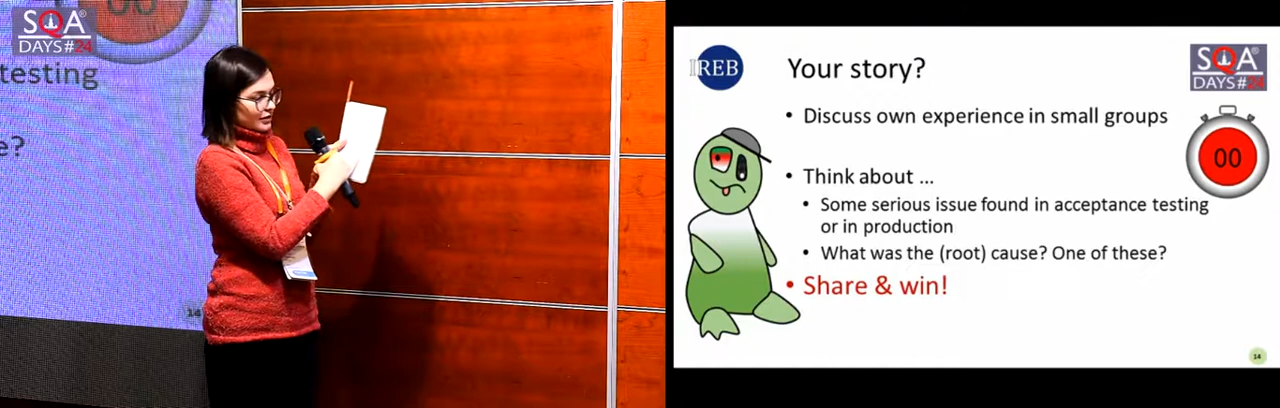 SQA®
DAYS#24
testing
e?
14
IREB
Your story?
SQA®
DAYS#24
• Discuss own experience in small groups
00
• Think about ...
• Some serious issue found in acceptance testing
or in production
• What was the (root) cause? One of these?
• Share & win!
14